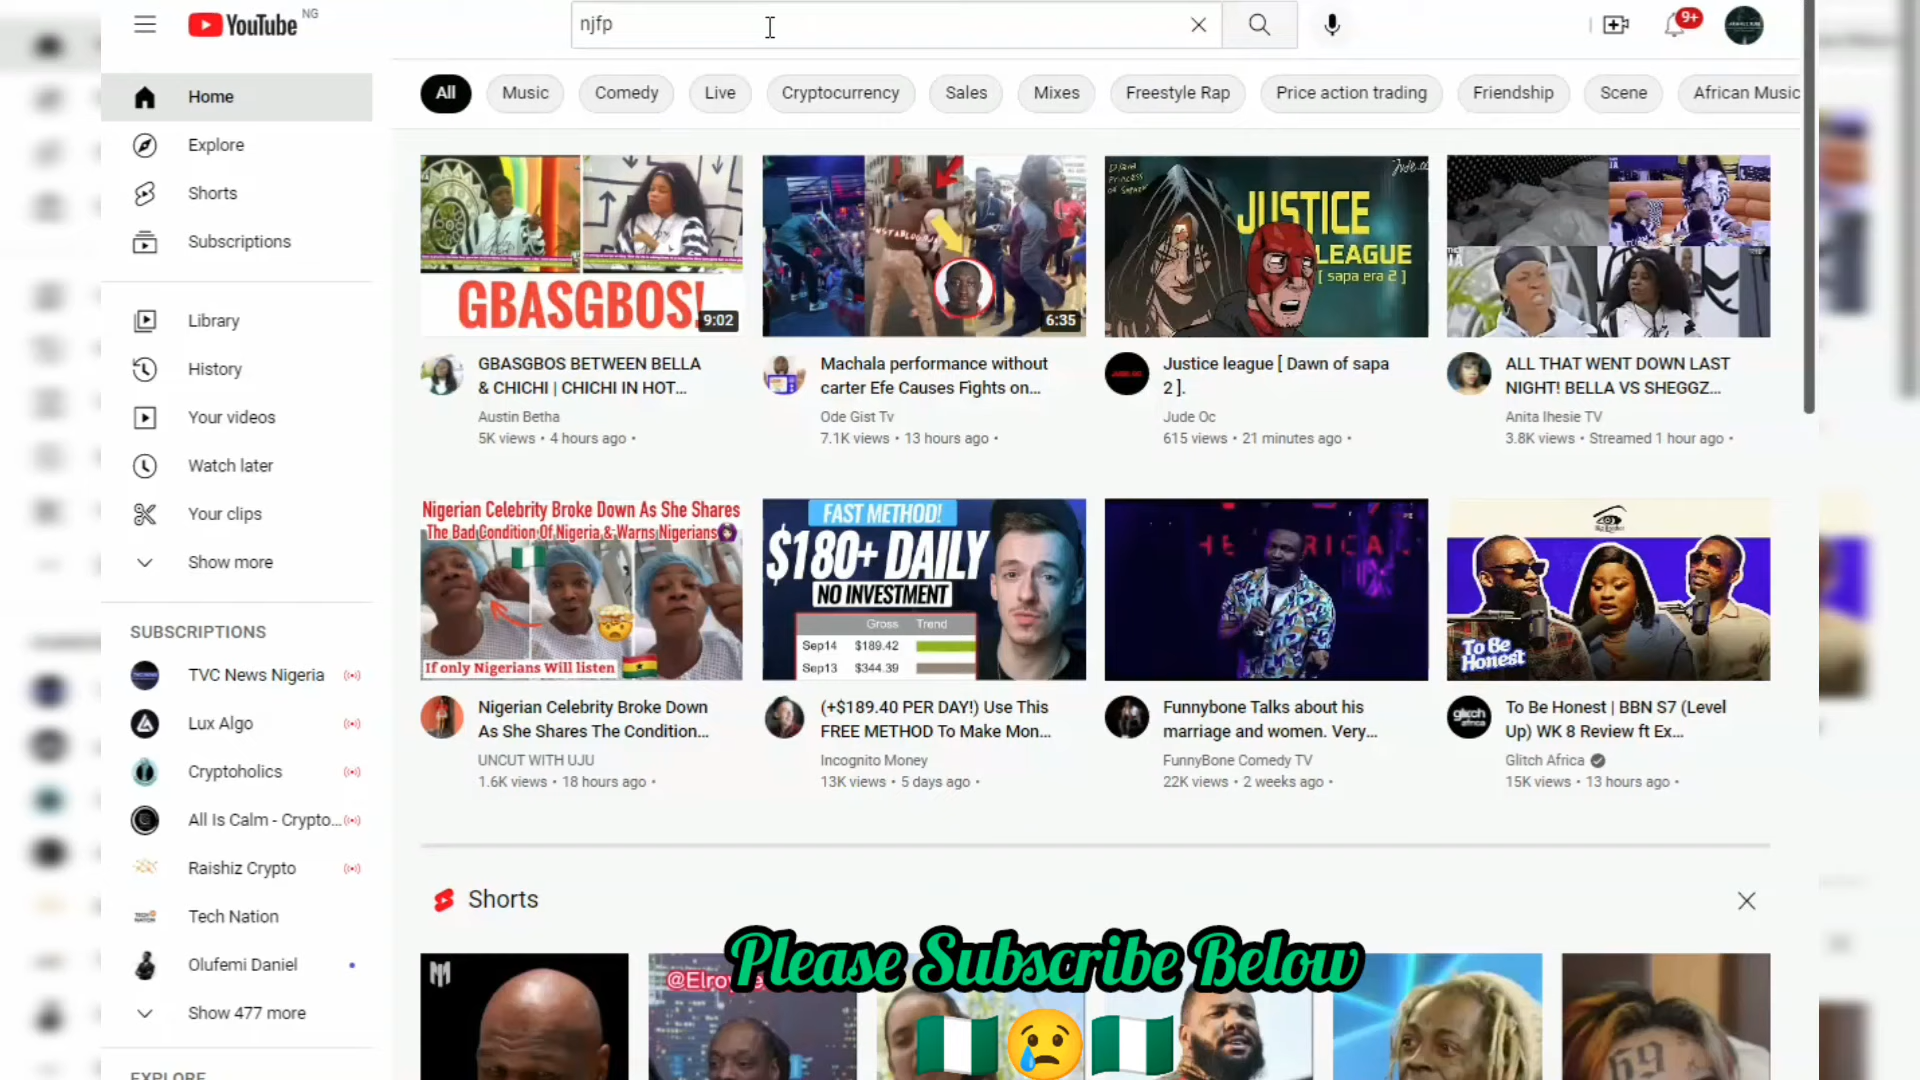 YouTube NG
njfp
9+
Home
Explore
Shorts
Subscriptions
Library
History
Your videos
Watch later
Your clips
Show more
SUBSCRIPTIONS
TVC News Nigeria
Lux Algo
Cryptoholics
All Is Calm - Crypto...
Raishiz Crypto
Tech Nation
Olufemi Daniel
Show 477 more
EXPLORE
All
Music
Comedy
Live
Cryptocurrency
Sales
Mixes
Freestyle Rap
Price action trading
Friendship
Scene
African Music
GBASGBOS!
9:02
GBASGBOS BETWEEN BELLA
& CHICHI | CHICHI IN HOT...
Austin Betha
5K views • 4 hours ago •
6:35
Machala performance without
carter Efe Causes Fights on...
Ode Gist Tv
7.1K views • 13 hours ago •
JUSTICE
LEAGUE
[ sapa era 2 ]
Justice league [ Dawn of sapa
2 ].
Jude Oc
615 views • 21 minutes ago •
ALL THAT WENT DOWN LAST
NIGHT! BELLA VS SHEGGZ...
Anita Ihesie TV
3.8K views • Streamed 1 hour ago •
Nigerian Celebrity Broke Down As She Shares
The Bad Condition Of Nigeria & Warns Nigerians
If only Nigerians Will listen
Nigerian Celebrity Broke Down
As She Shares The Condition...
UNCUT WITH UJU
1.6K views • 18 hours ago •
FAST METHOD!
$180+ DAILY
NO INVESTMENT
Gross Trend
Sep14 $189.42
Sep13 $344.39
(+$189.40 PER DAY!) Use This
FREE METHOD To Make Mon...
Incognito Money
13K views • 5 days ago •
Funnybone Talks about his
marriage and women. Very...
FunnyBone Comedy TV
22K views • 2 weeks ago •
To Be
Honest
glitch
africa
To Be Honest | BBN S7 (Level
Up) WK 8 Review ft Ex...
Glitch Africa
15K views • 13 hours ago •
Shorts
Please Subscribe Below
69